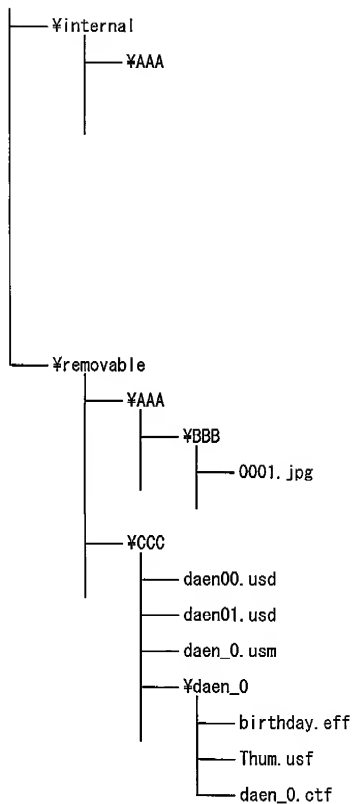 ¥internal
¥AAA
¥removable
¥AAA
¥BBB
0001.jpg
¥CCC
daen00.usd
daen01.usd
daen_0.usm
¥daen_0
birthday.eff
Thum.usf
daen_0.ctf